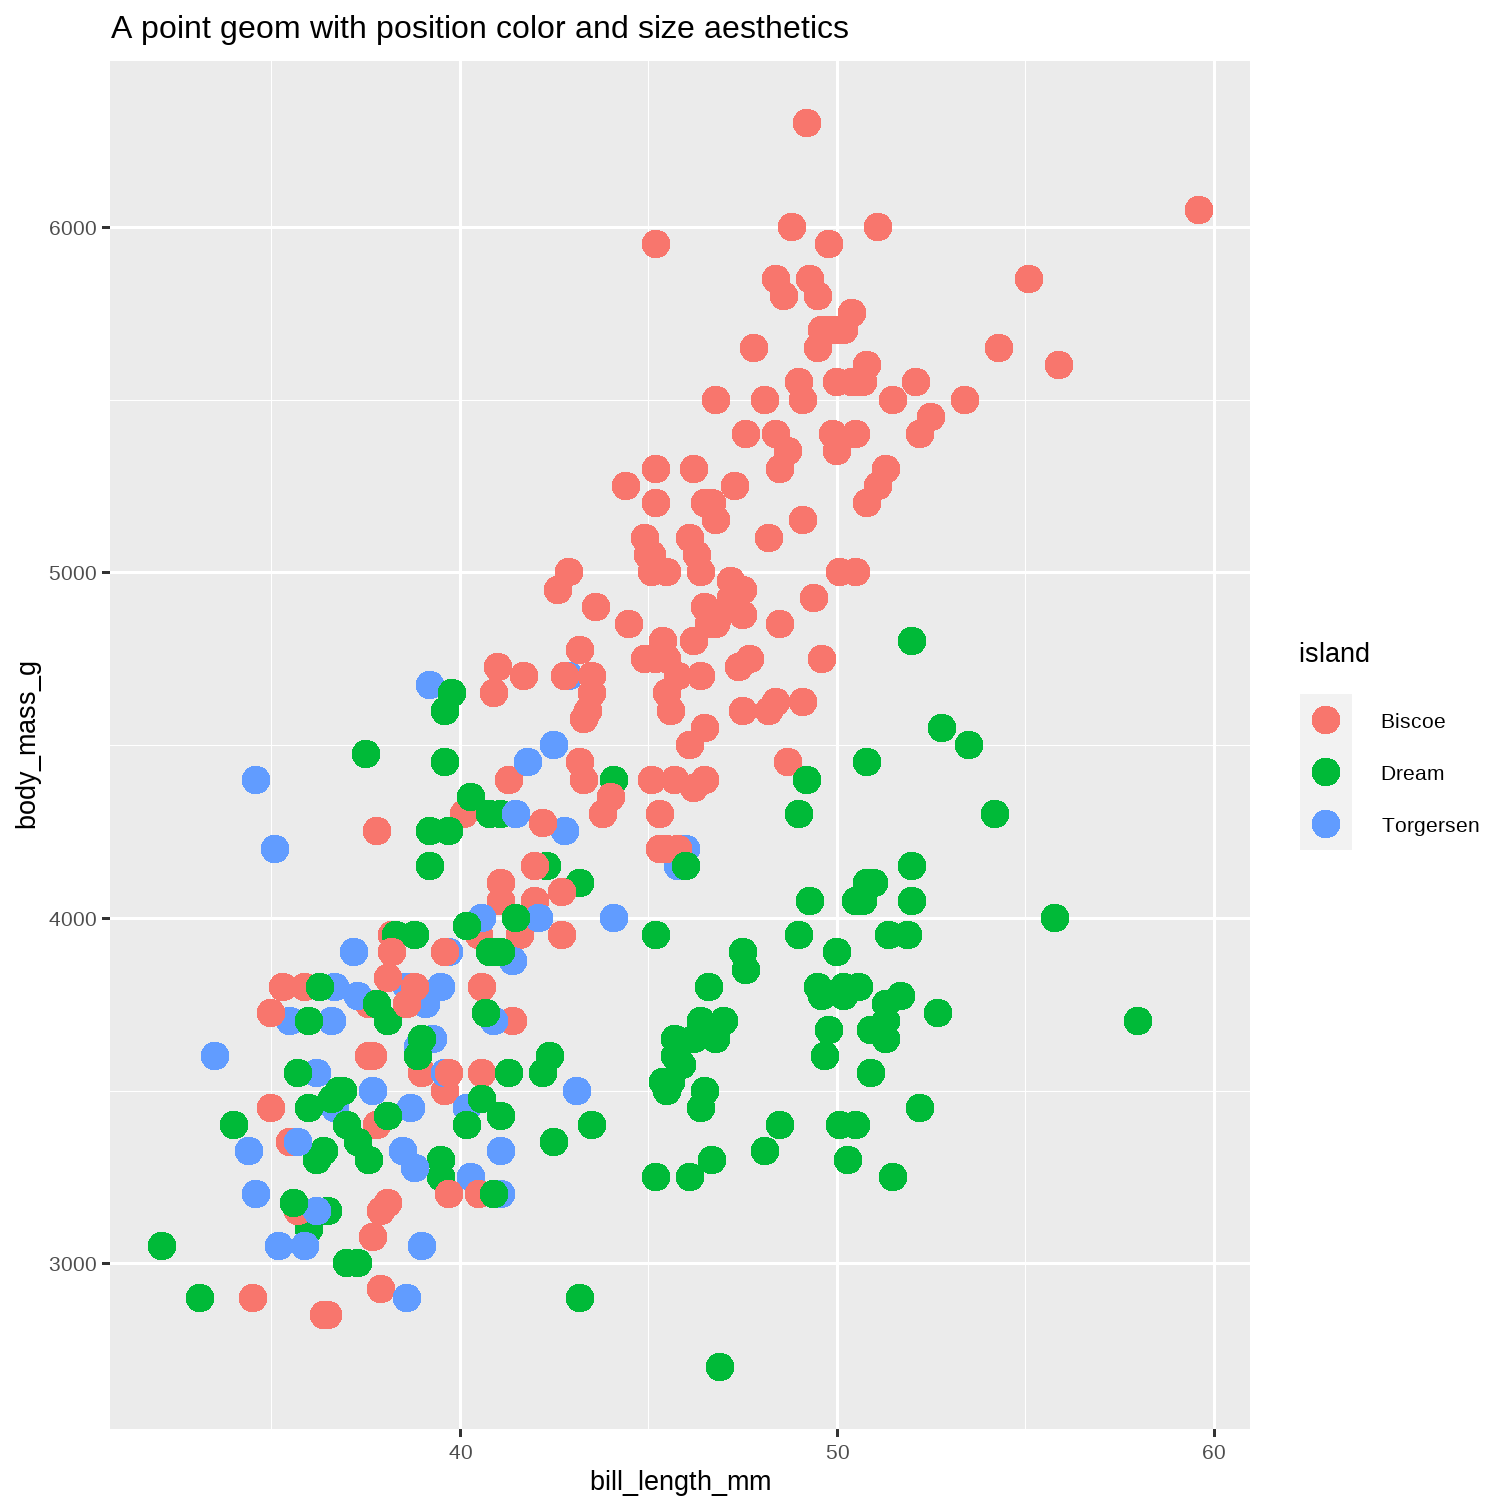 A point geom with position color and size aesthetics
body_mass_g
6000
5000
4000
3000
40
50
60
bill_length_mm
island
Biscoe
Dream
Torgersen